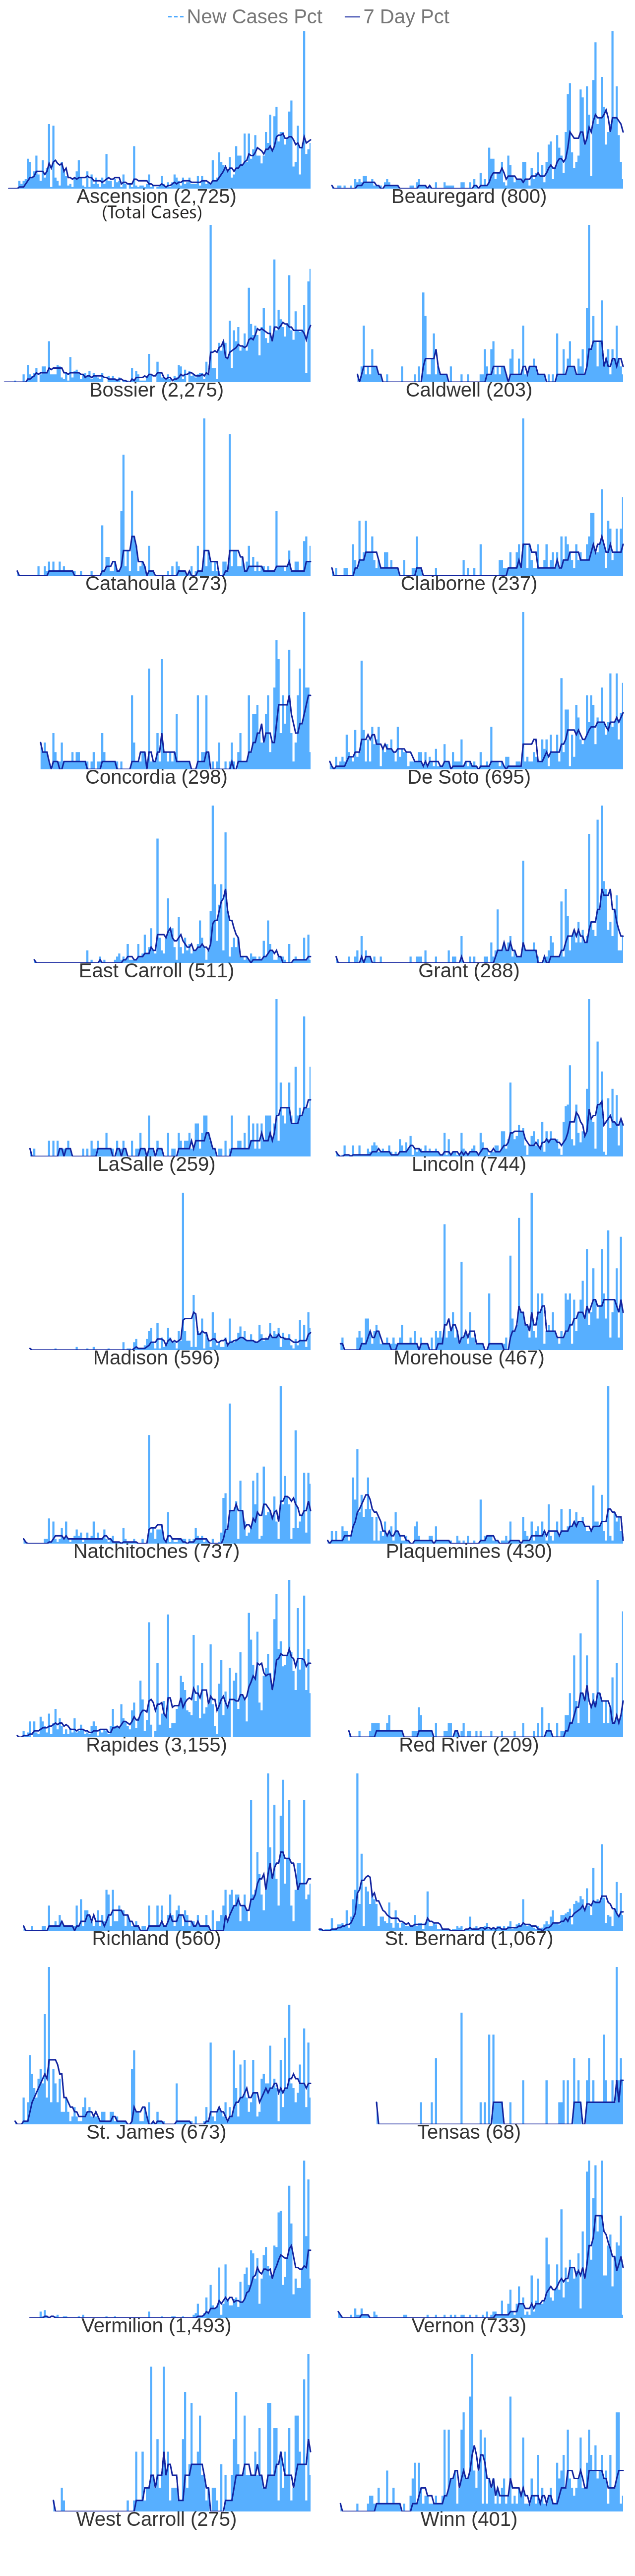 New Cases Pct 7 Day Pct
Ascension (2,725) Beauregard (800)
(Total Cases)
Bossier (2,275) Caldwell (203)
Catahoula (273) Claiborne (237)
Concordia (298) De Soto (695)
East Carroll (511) Grant (288)
LaSalle (259) Lincoln (744)
Madison (596) Morehouse (467)
Natchitoches (737) Plaquemines (430)
Rapides (3,155) Red River (209)
Richland (560) St. Bernard (1,067)
St. James (673) Tensas (68)
Vermilion (1,493) Vernon (733)
West Carroll (275) Winn (401)